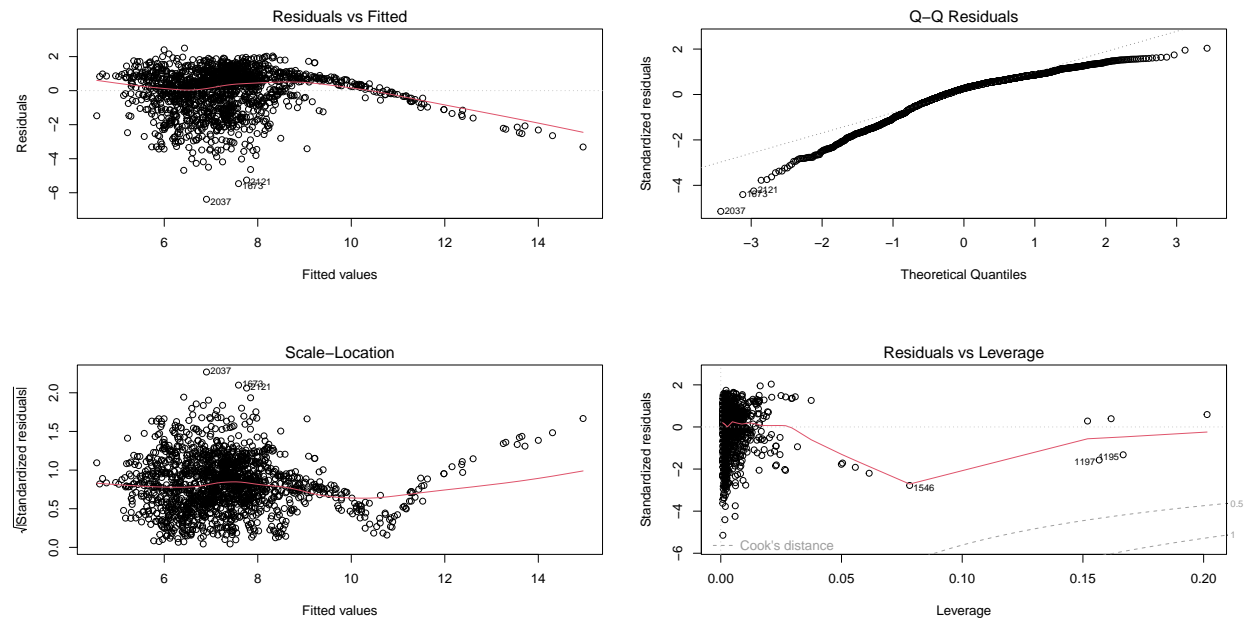 Residuals vs Fitted
Residuals
2
0
−2
−4
−6
2121
1673
2037
6 8 10 12 14
Fitted values
Q−Q Residuals
Standardized residuals
2
0
−2
−4
2121
1673
2037
−3 −2 −1 0 1 2 3
Theoretical Quantiles
Scale−Location
√|Standardized residuals|
2.0
1.5
1.0
0.5
0.0
2037
1673
2121
6 8 10 12 14
Fitted values
Residuals vs Leverage
Standardized residuals
2
0
−2
−4
−6
1195
1197
1546
0.5
1
Cook's distance
0.00 0.05 0.10 0.15 0.20
Leverage